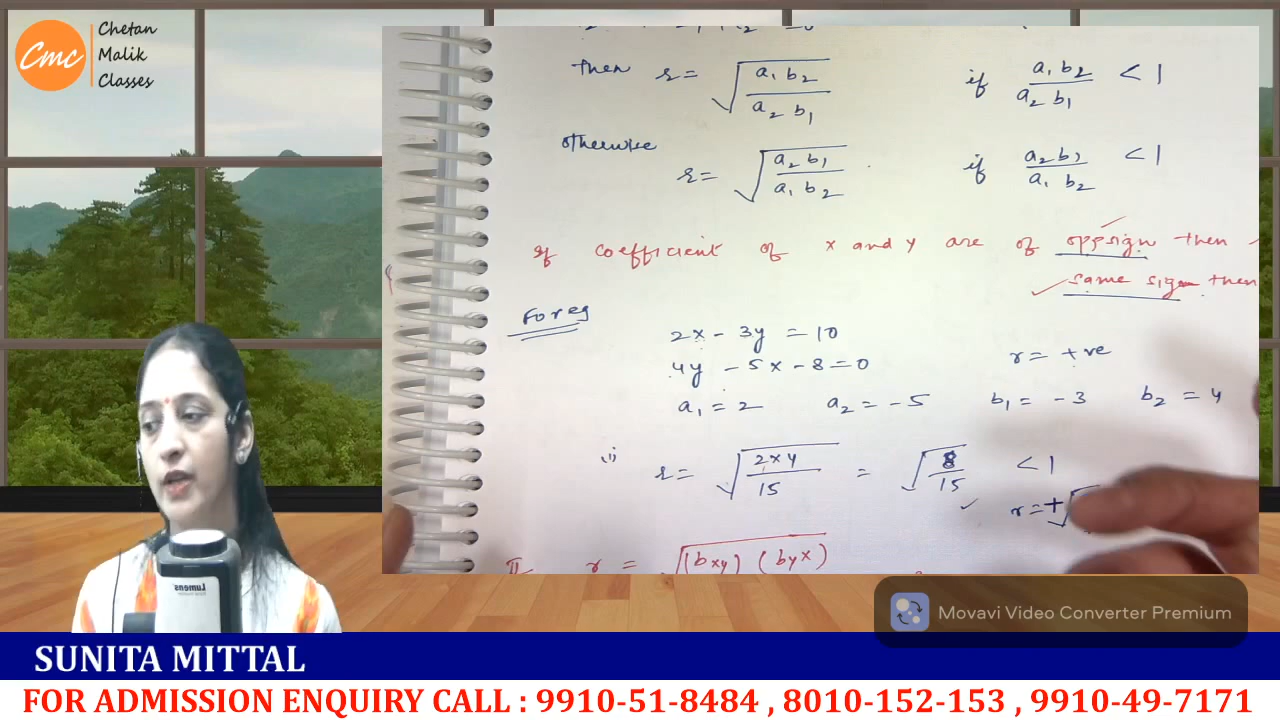 cmc
Chetan
Malik
Classes
then r = √(a₁ b₂ / a₂ b₁) if a₁ b₂ / a₂ b₁ < 1
otherwise
r = √(a₂ b₁ / a₁ b₂) if a₂ b₁ / a₁ b₂ < 1
If coefficient of x and y are of opp sign then
same sign then
For eg
2x - 3y = 10
4y - 5x - 8 = 0 r = +ve
a₁ = 2 a₂ = -5 b₁ = -3 b₂ = 4
(i) r = √(2×4 / 15) = √(8 / 15) < 1
r = +√
II r = √(bxy) (byx)
Lumens
Movavi Video Converter Premium
SUNITA MITTAL
FOR ADMISSION ENQUIRY CALL : 9910-51-8484 , 8010-152-153 , 9910-49-7171